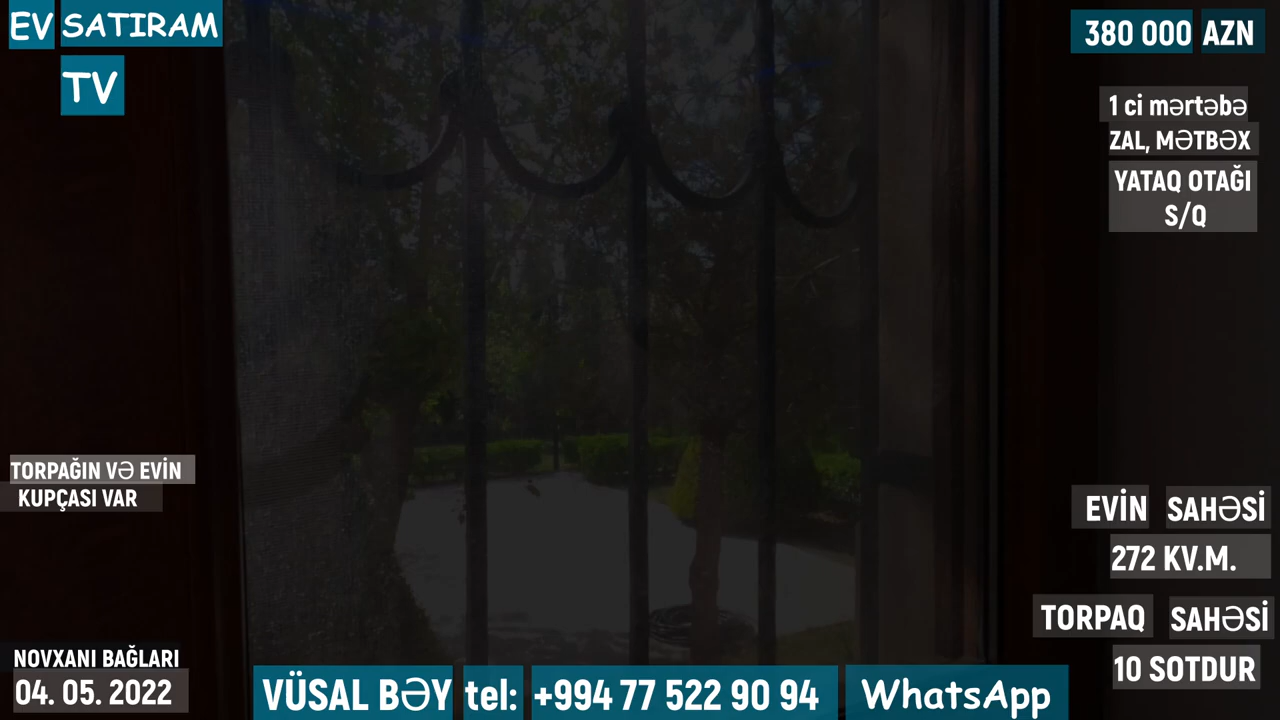 EV SATIRAM
TV
380 000 AZN
1 ci mərtəbə
ZAL, MƏTBƏX
YATAQ OTAĞI
S/Q
TORPAĞIN VƏ EVİN
KUPÇASI VAR
EVİN SAHƏSİ
272 KV.M.
TORPAQ SAHƏSİ
10 SOTDUR
NOVXANI BAĞLARI
04. 05. 2022
VÜSAL BƏY tel: +994 77 522 90 94 WhatsApp